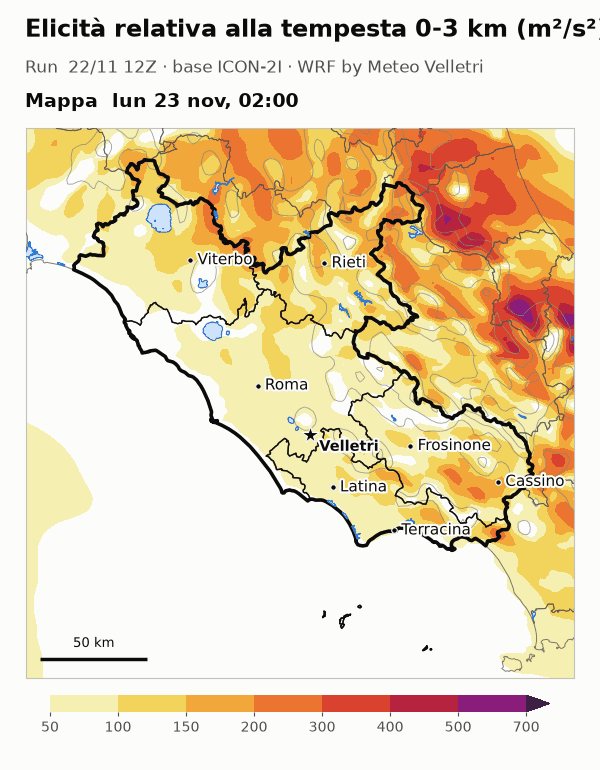 Elicità relativa alla tempesta 0-3 km (m²/s²)
Run 22/11 12Z · base ICON-2I · WRF by Meteo Velletri
Mappa lun 23 nov, 02:00
Viterbo
Rieti
Roma
Velletri
Frosinone
Cassino
Latina
Terracina
50 km
50 100 150 200 300 400 500 700